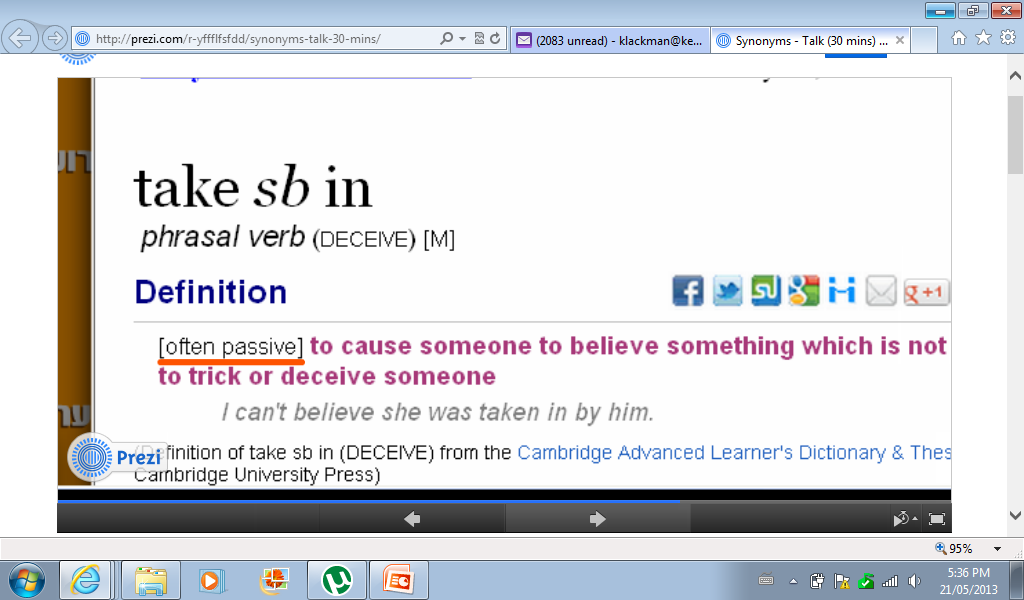 http://prezi.com/r-yffflfsfdd/synonyms-talk-30-mins/
(2083 unread) - klackman@ke...
Synonyms - Talk (30 mins) ...
take sb in
phrasal verb (DECEIVE) [M]
Definition
+1
[often passive] to cause someone to believe something which is not
to trick or deceive someone
I can't believe she was taken in by him.
Definition of take sb in (DECEIVE) from the Cambridge Advanced Learner's Dictionary & Thes
Cambridge University Press)
Prezi
95%
5:36 PM
21/05/2013